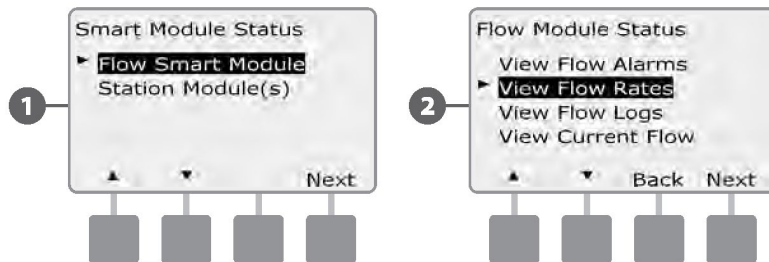 1
Smart Module Status
Flow Smart Module
Station Module(s)
Next
2
Flow Module Status
View Flow Alarms
View Flow Rates
View Flow Logs
View Current Flow
Back Next